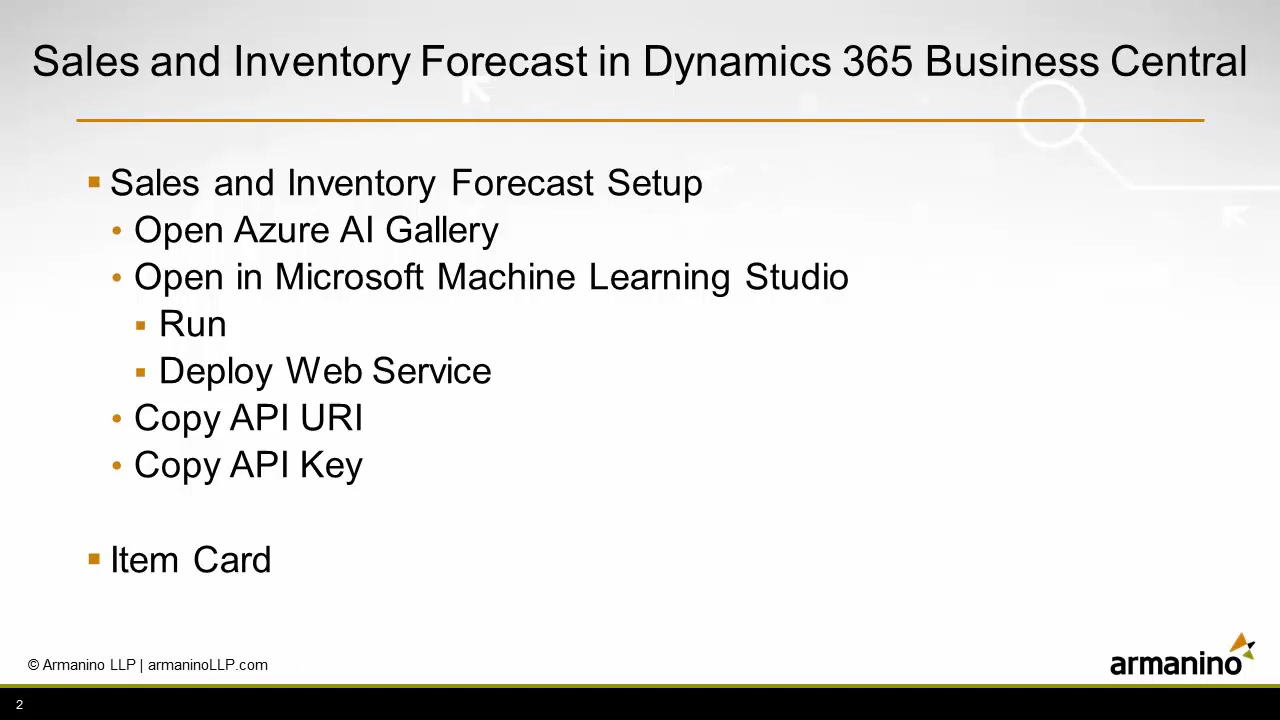 Sales and Inventory Forecast in Dynamics 365 Business Central
Sales and Inventory Forecast Setup
Open Azure AI Gallery
Open in Microsoft Machine Learning Studio
Run
Deploy Web Service
Copy API URI
Copy API Key
Item Card
© Armanino LLP | armaninoLLP.com
armanino
2